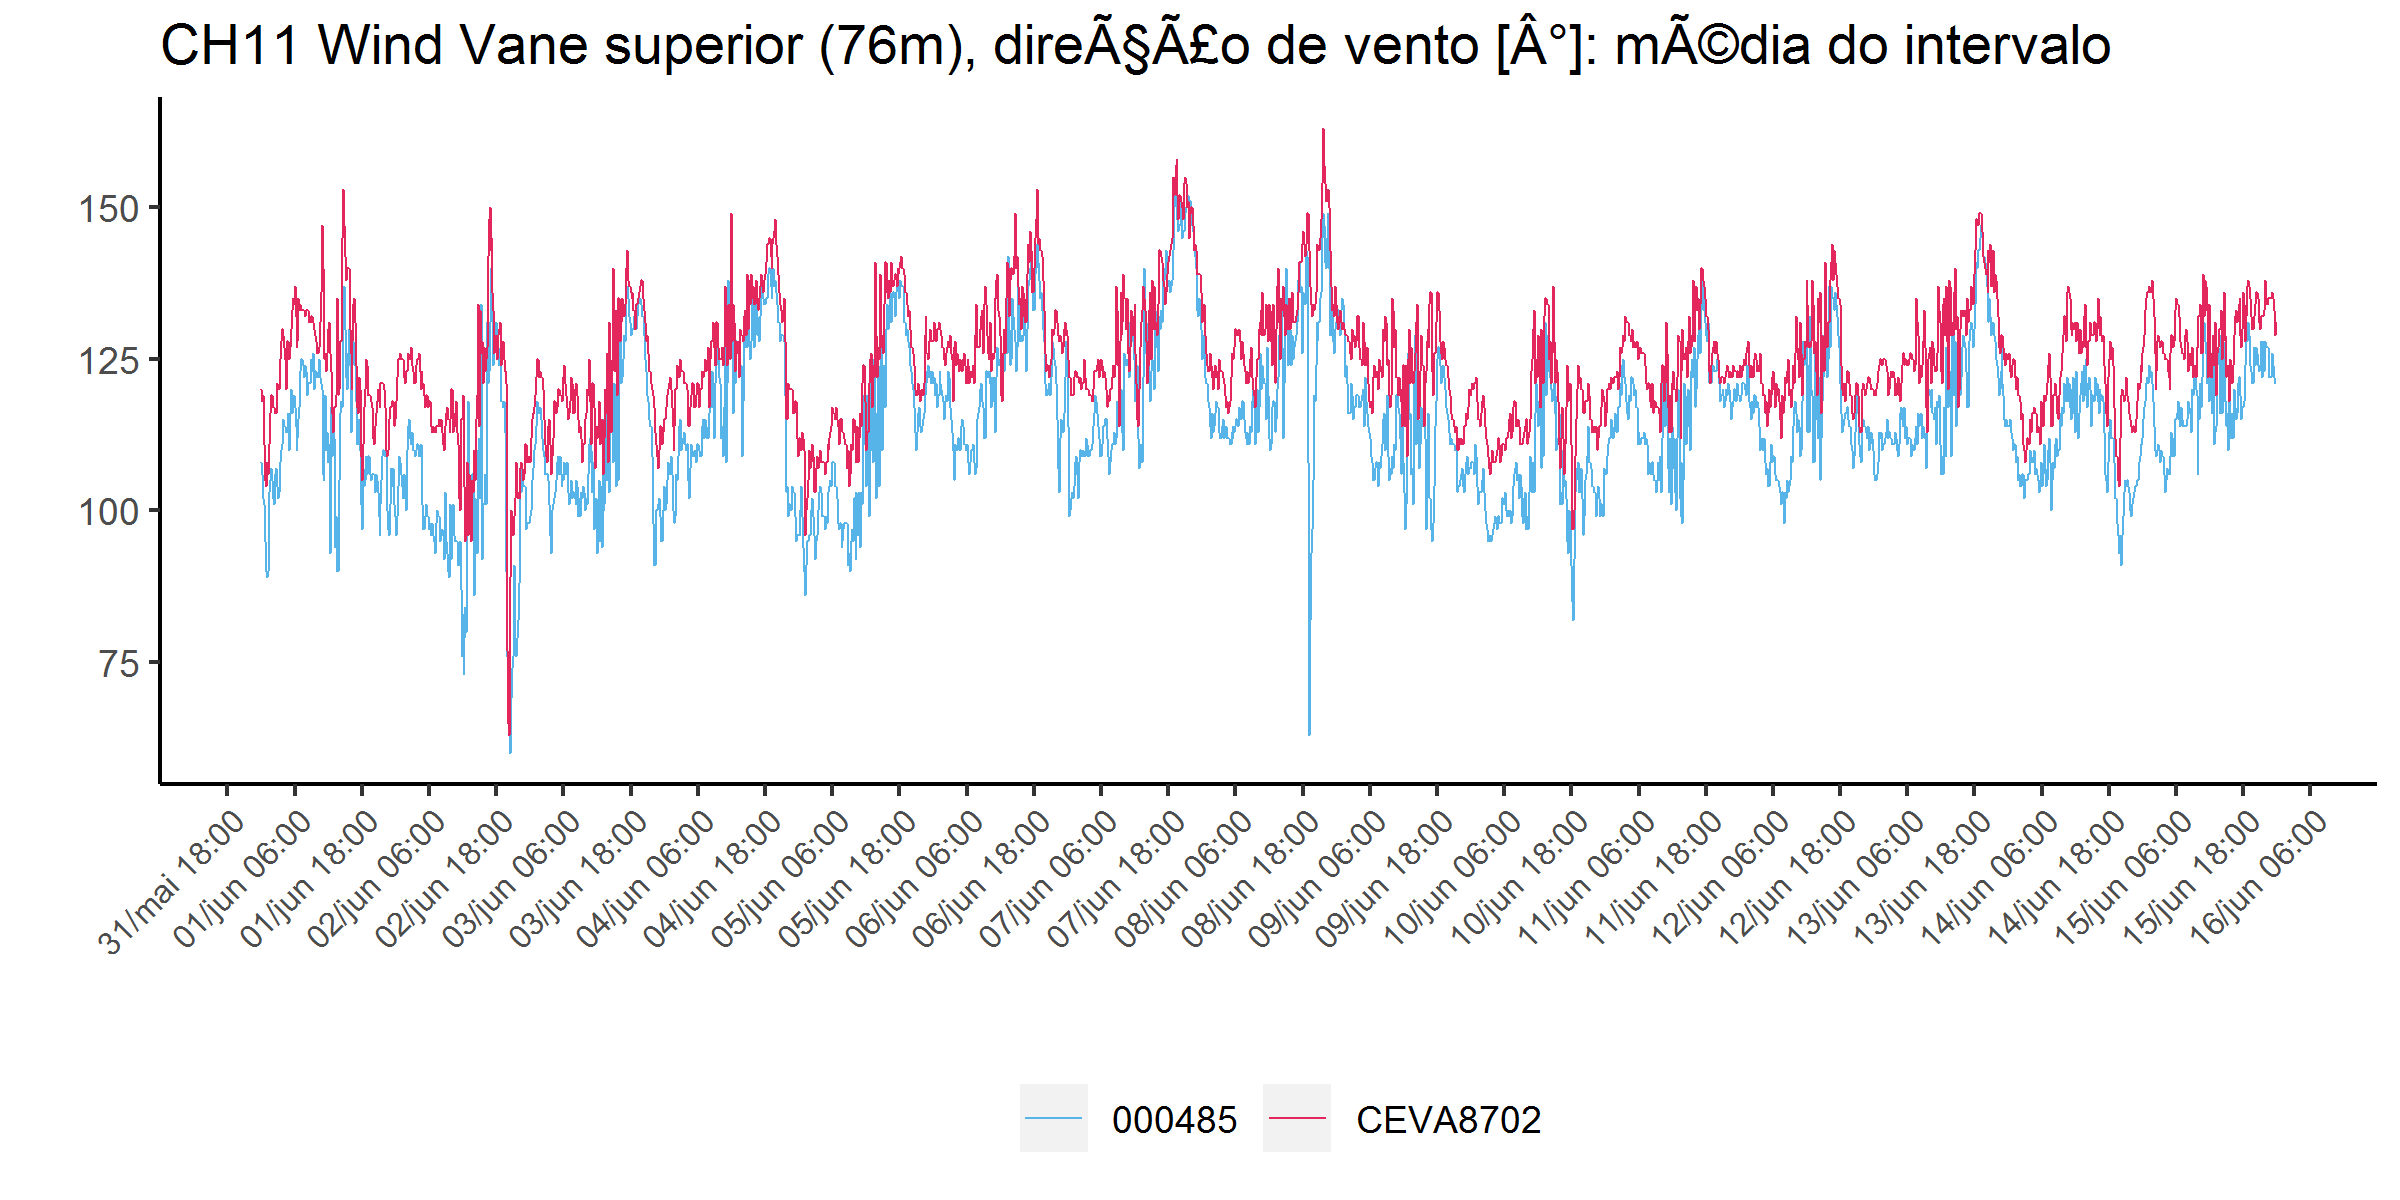 CH11 Wind Vane superior (76m), direÃ§Ã£o de vento [Â°]: mÃ©dia do intervalo
150
125
100
75
31/mai 18:00
01/jun 06:00
01/jun 18:00
02/jun 06:00
02/jun 18:00
03/jun 06:00
03/jun 18:00
04/jun 06:00
04/jun 18:00
05/jun 06:00
05/jun 18:00
06/jun 06:00
06/jun 18:00
07/jun 06:00
07/jun 18:00
08/jun 06:00
08/jun 18:00
09/jun 06:00
09/jun 18:00
10/jun 06:00
10/jun 18:00
11/jun 06:00
11/jun 18:00
12/jun 06:00
12/jun 18:00
13/jun 06:00
13/jun 18:00
14/jun 06:00
14/jun 18:00
15/jun 06:00
15/jun 18:00
16/jun 06:00
000485
CEVA8702